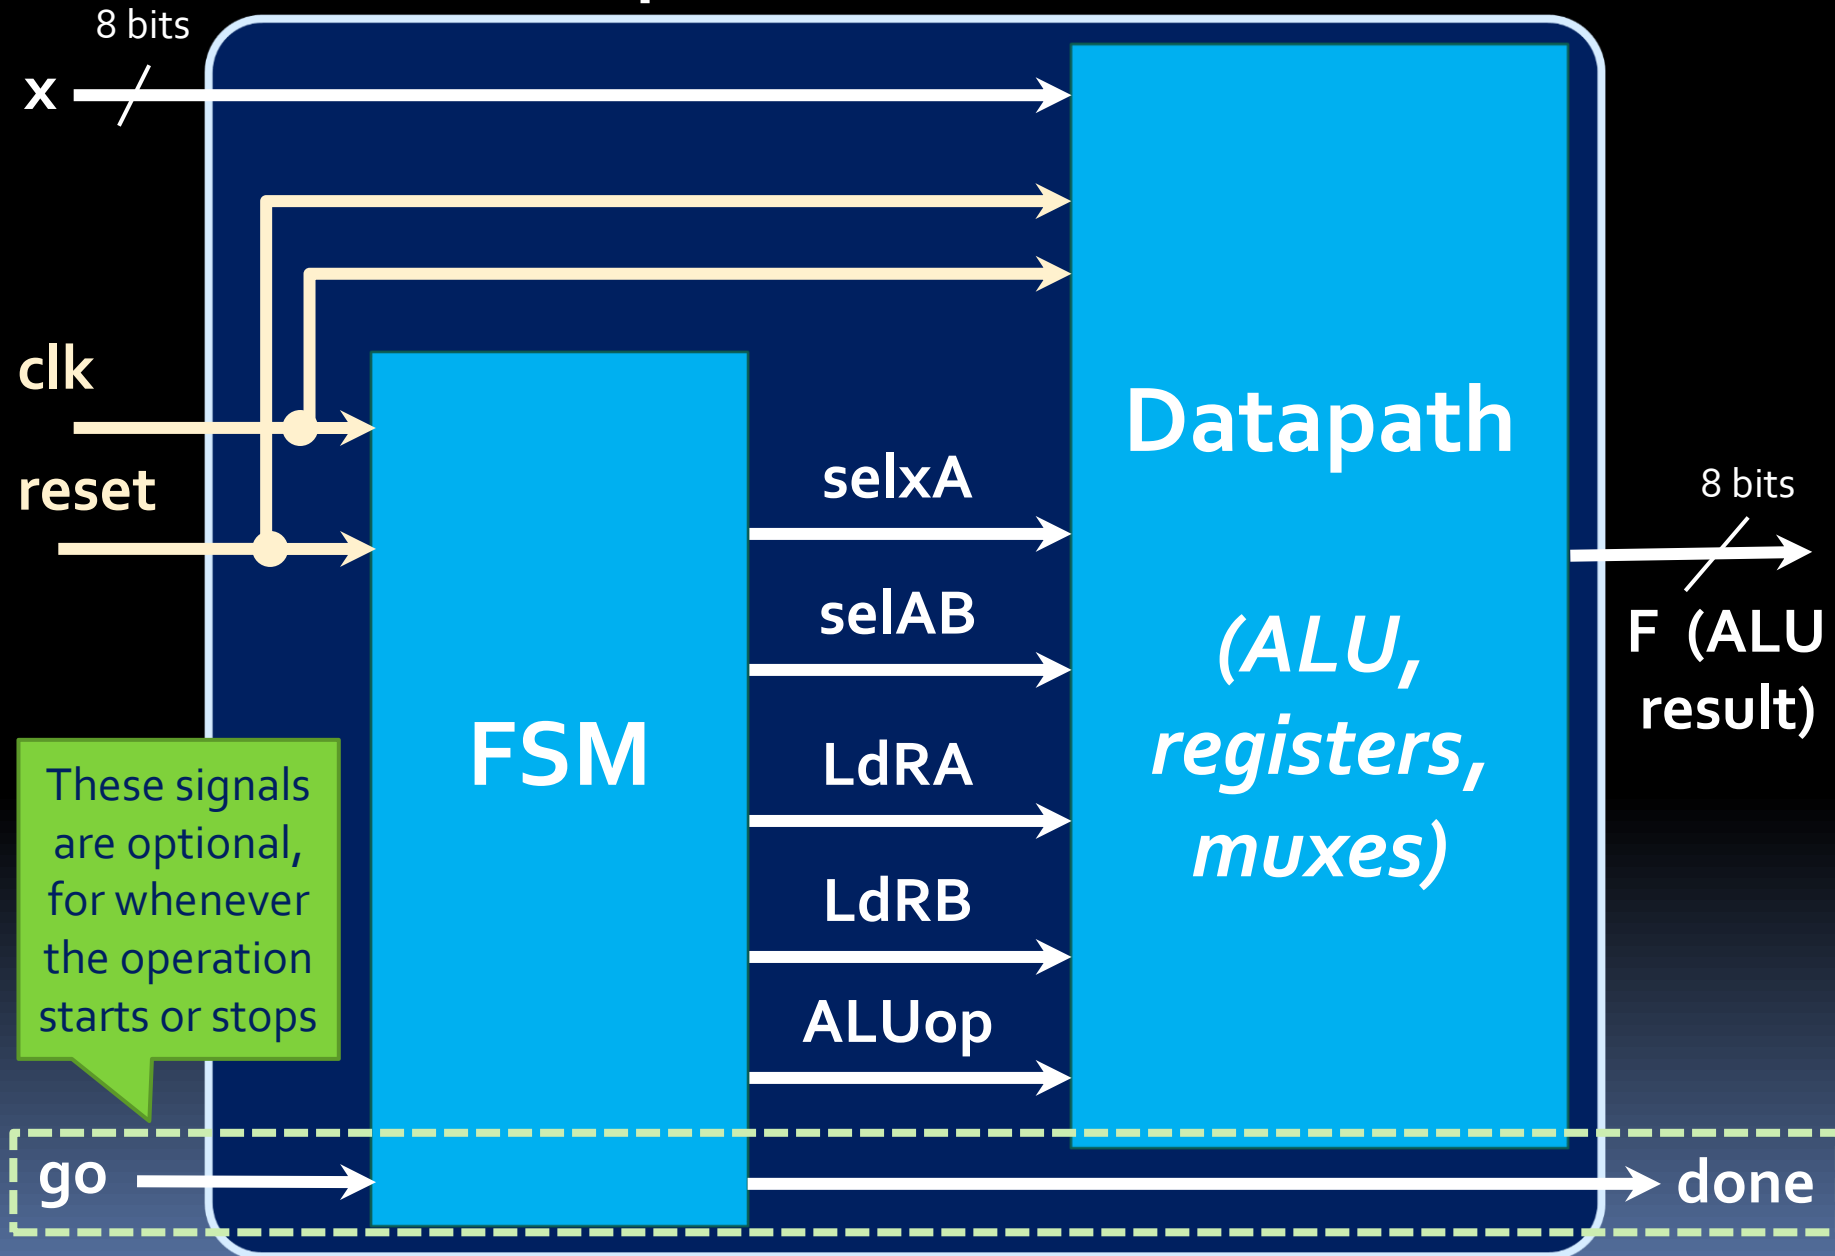 8 bits
x
clk
reset
selxA
selAB
LdRA
LdRB
ALUop
FSM
Datapath
(ALU,
registers,
muxes)
8 bits
F (ALU
result)
These signals
are optional,
for whenever
the operation
starts or stops
go
done